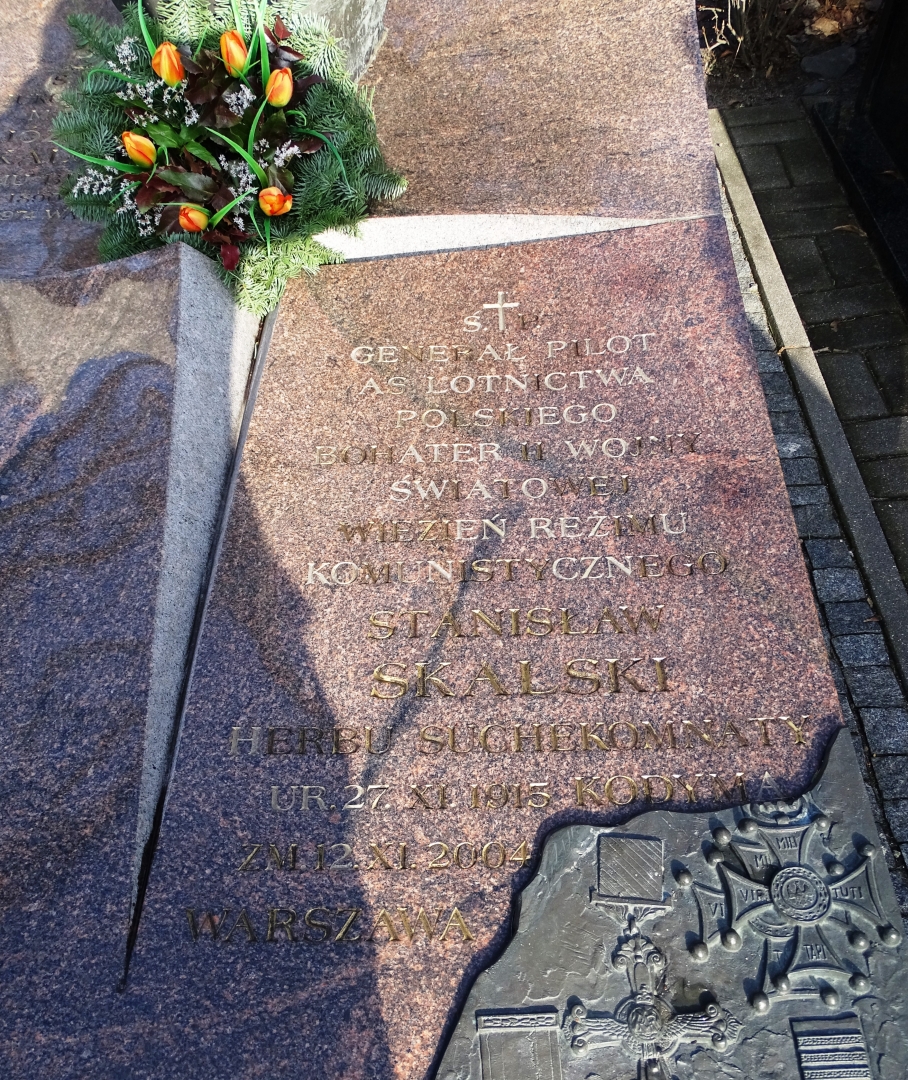 Ś. P.
GENERAŁ PILOT
AS LOTNICTWA
POLSKIEGO
BOHATER II WOJNY
ŚWIATOWEJ
WIĘZIEŃ REŻIMU
KOMUNISTYCZNEGO
STANISŁAW
SKALSKI
HERBU SUCHEKOMNATY
UR. 27 XI. 1915 KODYMA
ZM. 12 XI. 2004
WARSZAWA
VIRTUTI